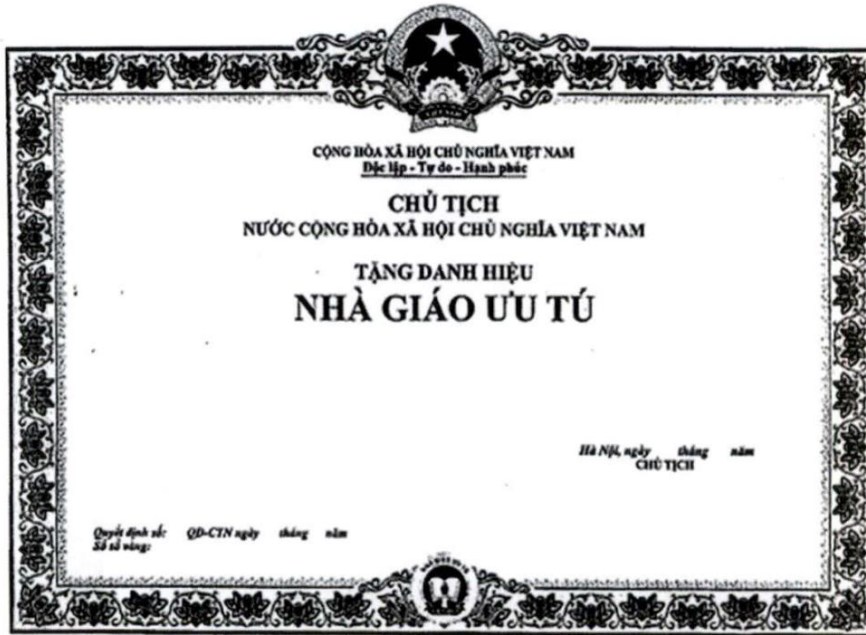 CỘNG HÒA XÃ HỘI CHỦ NGHĨA VIỆT NAM
Độc lập - Tự do - Hạnh phúc
CHỦ TỊCH
NƯỚC CỘNG HÒA XÃ HỘI CHỦ NGHĨA VIỆT NAM
TẶNG DANH HIỆU
NHÀ GIÁO ƯU TÚ
Hà Nội, ngày tháng năm
CHỦ TỊCH
Quyết định số: QĐ-CTN ngày tháng năm
Số sổ vàng: